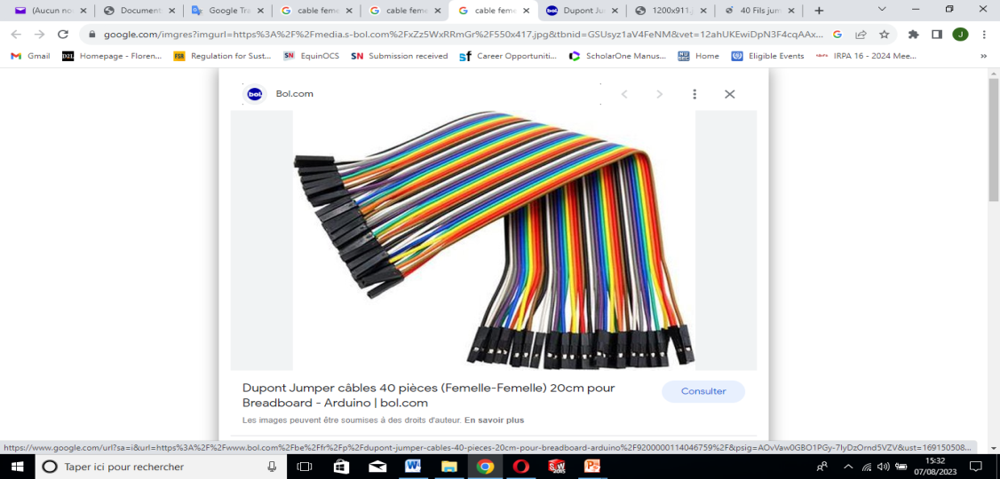 (Aucun nom
Document
Google Tra
cable feme
cable feme
cable feme
Dupont Ju
1200x911.j
40 Fils jum
google.com/imgres?imgurl=https%3A%2F%2Fmedia.s-bol.com%2FxZz5WxRRmGr%2F550x417.jpg&tbnid=GSUsyz1aV4FeNM&vet=12ahUKEwiDpN3F4cqAAx...
Gmail
Homepage - Floren...
Regulation for Sust...
EquinOCS
Submission received
Career Opportuniti...
ScholarOne Manus...
Home
Eligible Events
IRPA 16 - 2024 Mee...
bol
Bol.com
Dupont Jumper câbles 40 pièces (Femelle-Femelle) 20cm pour
Breadboard - Arduino | bol.com
Consulter
Les images peuvent être soumises à des droits d'auteur. En savoir plus
https://www.google.com/url?sa=i&url=https%3A%2F%2Fwww.bol.com%2Fbe%2Ffr%2Fp%2Fdupont-jumper-cables-40-pieces-20cm-pour-breadboard-arduino%2F9200000114046759%2F&psig=AOvVaw0GBO1PGy-7lyDzOrnd5VZV&ust=169150508...
Taper ici pour rechercher
15:32
07/08/2023